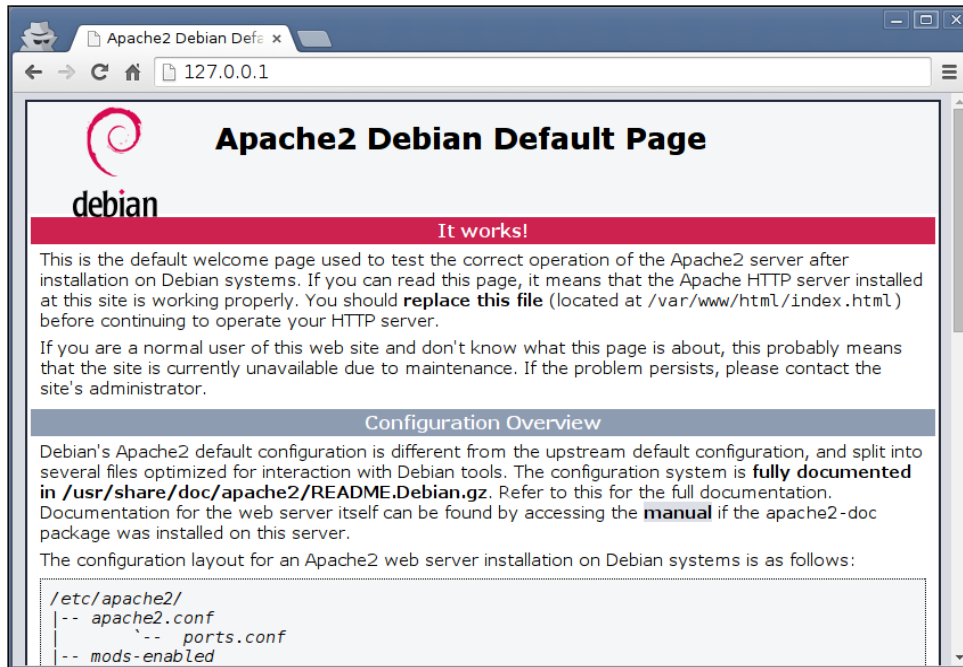 Apache2 Debian Defa
127.0.0.1
debian
Apache2 Debian Default Page
It works!
This is the default welcome page used to test the correct operation of the Apache2 server after
installation on Debian systems. If you can read this page, it means that the Apache HTTP server installed
at this site is working properly. You should replace this file (located at /var/www/html/index.html)
before continuing to operate your HTTP server.
If you are a normal user of this web site and don't know what this page is about, this probably means
that the site is currently unavailable due to maintenance. If the problem persists, please contact the
site's administrator.
Configuration Overview
Debian's Apache2 default configuration is different from the upstream default configuration, and split into
several files optimized for interaction with Debian tools. The configuration system is fully documented
in /usr/share/doc/apache2/README.Debian.gz. Refer to this for the full documentation.
Documentation for the web server itself can be found by accessing the manual if the apache2-doc
package was installed on this server.
The configuration layout for an Apache2 web server installation on Debian systems is as follows:
/etc/apache2/
|-- apache2.conf
|       `--  ports.conf
|-- mods-enabled